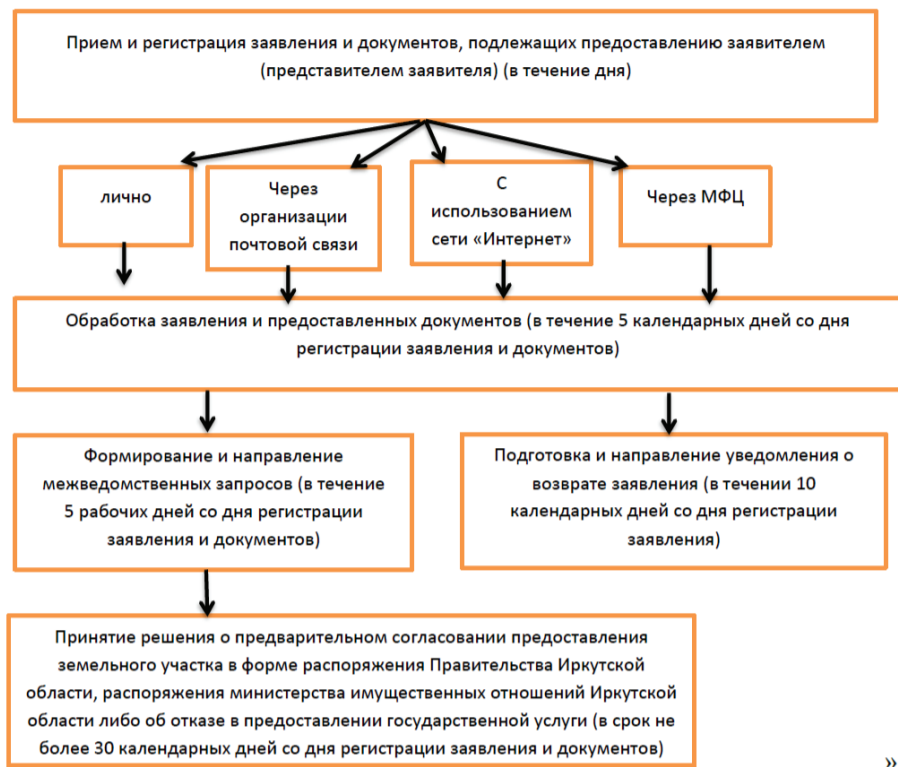 Прием и регистрация заявления и документов, подлежащих предоставлению заявителем
(представителем заявителя) (в течение дня)
лично
Через
организации
почтовой связи
С
использованием
сети «Интернет»
Через МФЦ
Обработка заявления и предоставленных документов (в течение 5 календарных дней со дня
регистрации заявления и документов)
Формирование и направление
межведомственных запросов (в течение
5 рабочих дней со дня регистрации
заявления и документов)
Подготовка и направление уведомления о
возврате заявления (в течении 10
календарных дней со дня регистрации
заявления)
Принятие решения о предварительном согласовании предоставления
земельного участка в форме распоряжения Правительства Иркутской
области, распоряжения министерства имущественных отношений Иркутской
области либо об отказе в предоставлении государственной услуги (в срок не
более 30 календарных дней со дня регистрации заявления и документов)
»